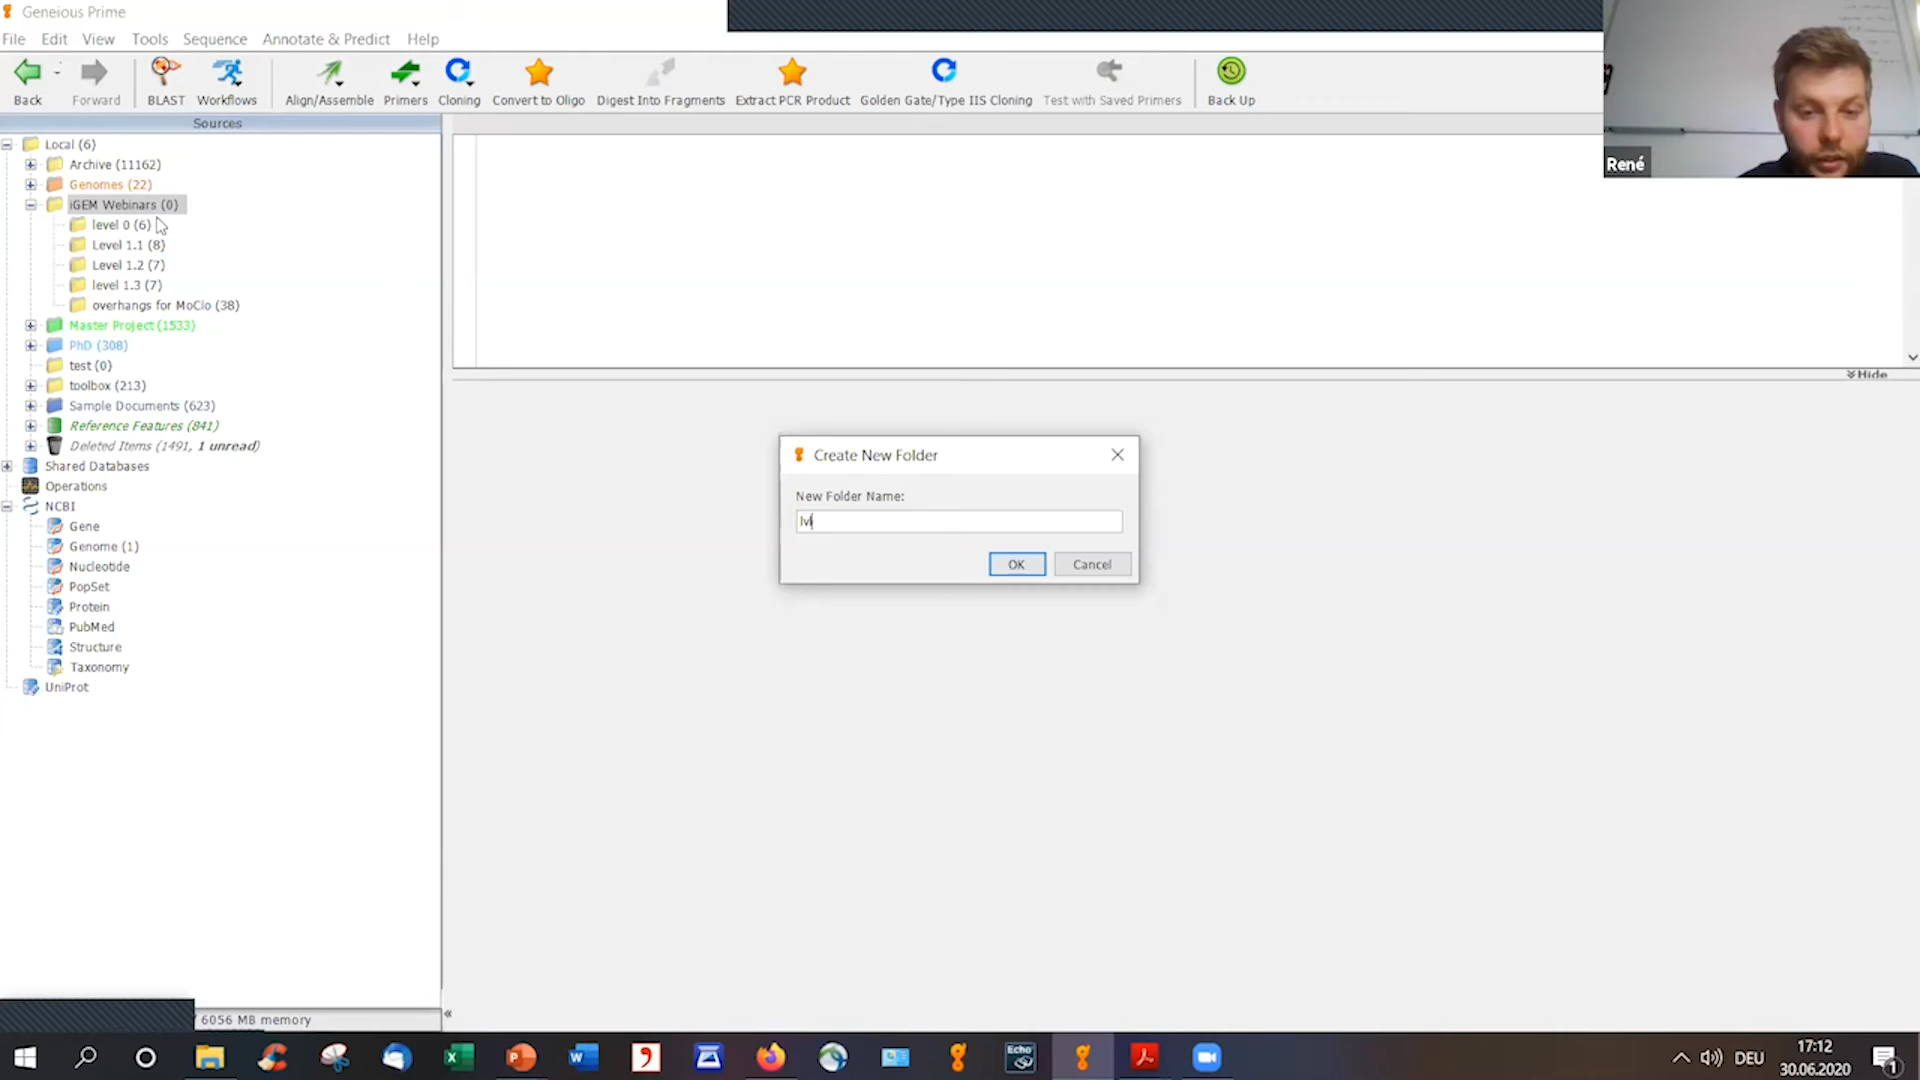 Geneious Prime
File Edit View Tools Sequence Annotate & Predict Help
Back Forward BLAST Workflows Align/Assemble Primers Cloning Convert to Oligo Digest Into Fragments Extract PCR Product Golden Gate/Type IIS Cloning Test with Saved Primers Back Up
René
Sources
Local (6)
Archive (11162)
Genomes (22)
iGEM Webinars (0)
level 0 (6)
Level 1.1 (8)
Level 1.2 (7)
level 1.3 (7)
overhangs for MoClo (38)
Master Project (1533)
PhD (308)
test (0)
toolbox (213)
Sample Documents (623)
Reference Features (841)
Deleted Items (1491, 1 unread)
Shared Databases
Operations
NCBI
Gene
Genome (1)
Nucleotide
PopSet
Protein
PubMed
Structure
Taxonomy
UniProt
Hide
Create New Folder
New Folder Name:
lvl
OK Cancel
/ 6056 MB memory
Echo
DEU
17:12
30.06.2020
1